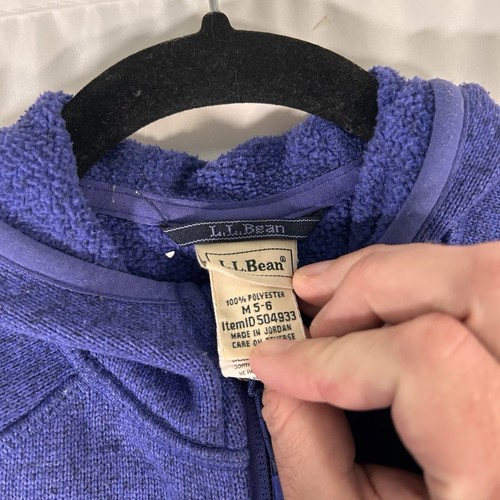 L.L.Bean
L.L.Bean®
100% POLYESTER
M 5-6
ItemID 504933
MADE IN JORDAN
CARE ON REVERSE